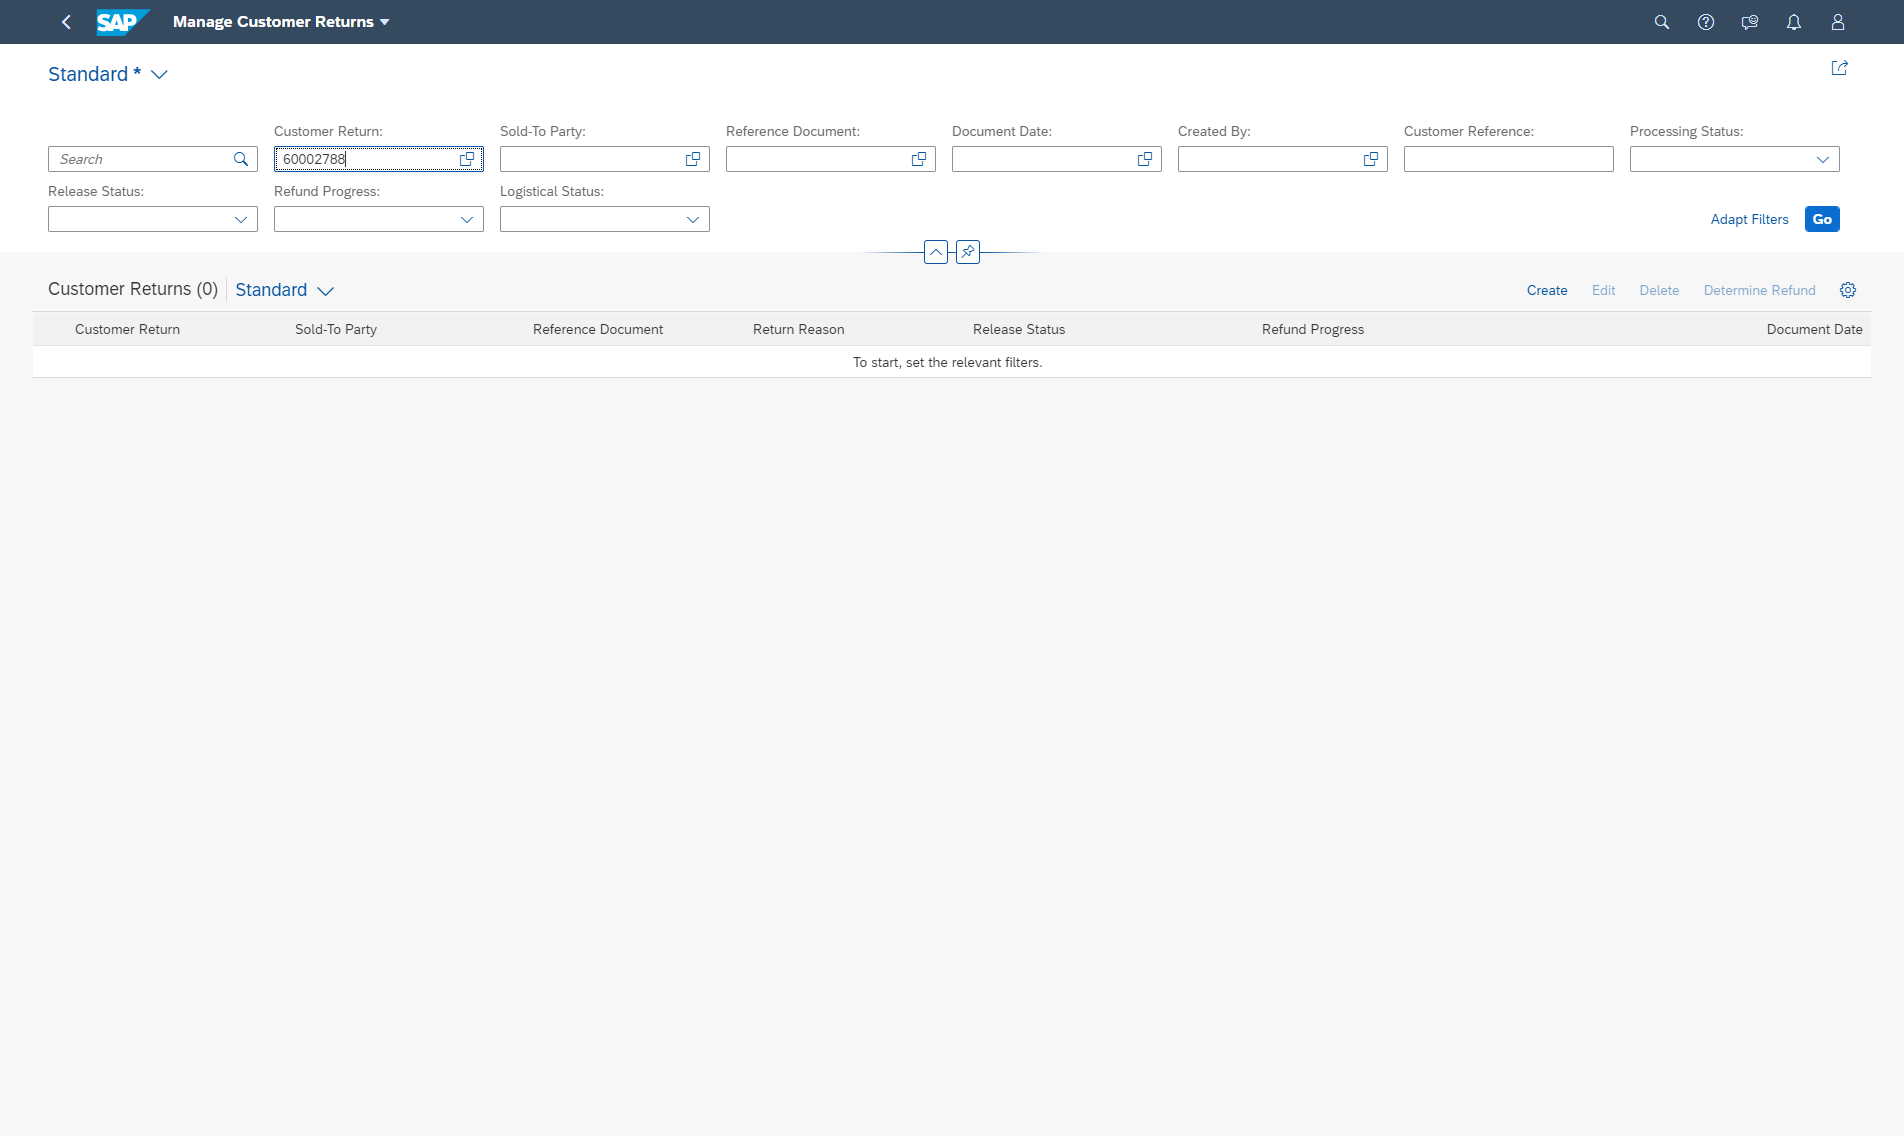 SAP Manage Customer Returns
Standard *
Customer Return: Sold-To Party: Reference Document: Document Date: Created By: Customer Reference: Processing Status:
Search 60002788
Release Status: Refund Progress: Logistical Status:
Adapt Filters Go
Customer Returns (0) Standard Create Edit Delete Determine Refund
Customer Return Sold-To Party Reference Document Return Reason Release Status Refund Progress Document Date
To start, set the relevant filters.